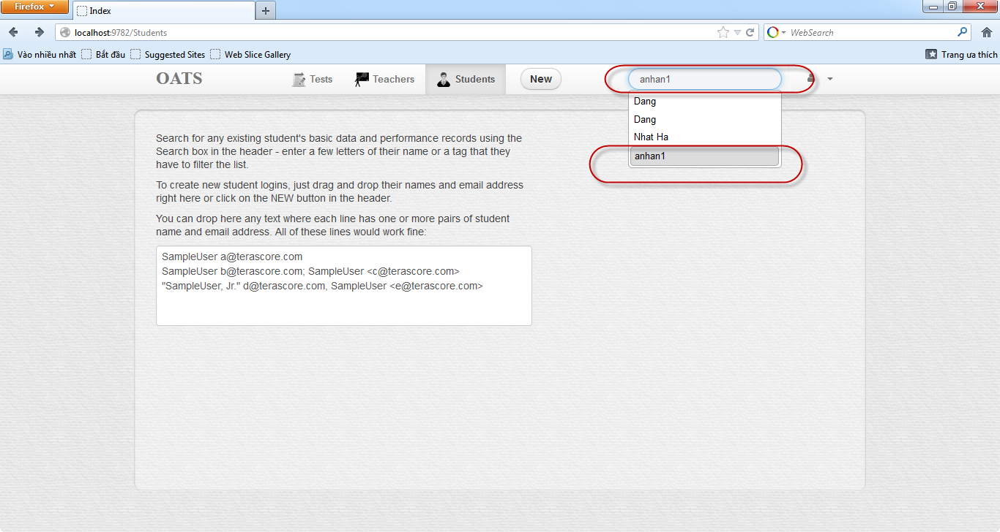 Firefox
Index
localhost:9782/Students
WebSearch
Vào nhiều nhất
Bắt đầu
Suggested Sites
Web Slice Gallery
Trang ưa thích
OATS
Tests
Teachers
Students
New
anhan1
Dang
Dang
Nhat Ha
anhan1
Search for any existing student's basic data and performance records using the
Search box in the header - enter a few letters of their name or a tag that they
have to filter the list.
To create new student logins, just drag and drop their names and email address
right here or click on the NEW button in the header.
You can drop here any text where each line has one or more pairs of student
name and email address. All of these lines would work fine:
SampleUser a@terascore.com
SampleUser b@terascore.com; SampleUser <c@terascore.com>
"SampleUser, Jr." d@terascore.com, SampleUser <e@terascore.com>